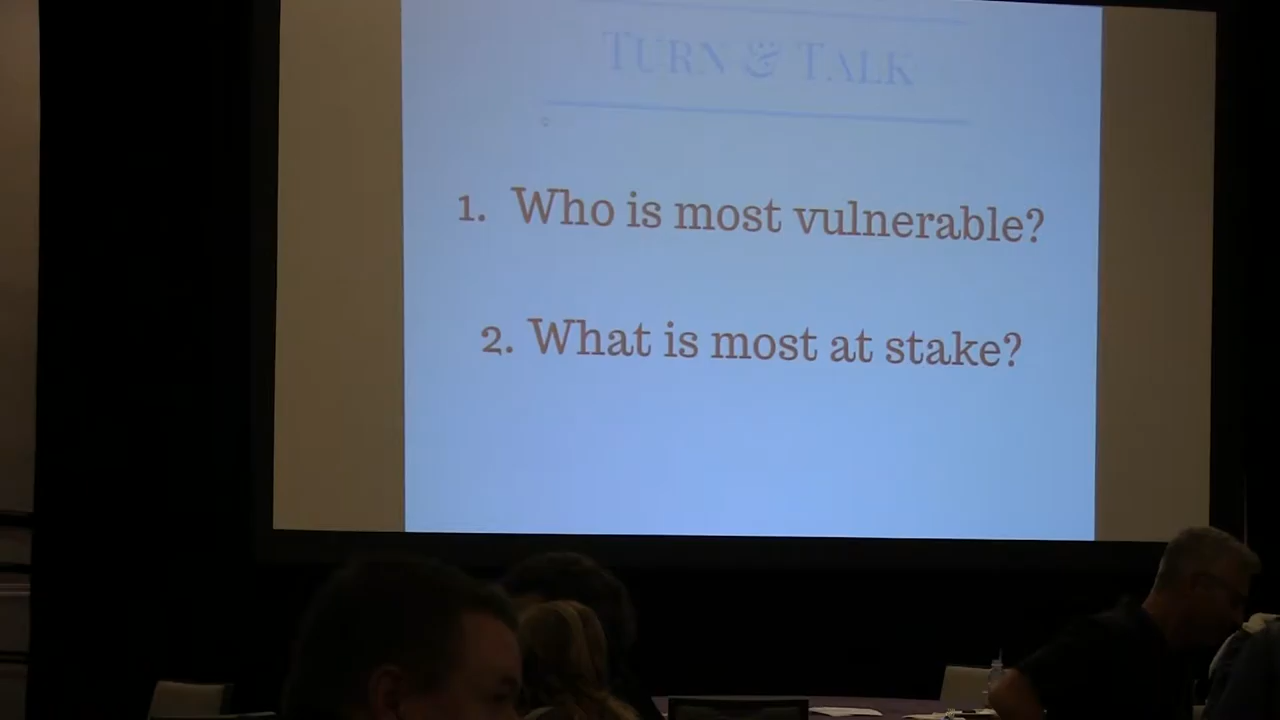 TURN & TALK
1. Who is most vulnerable?
2. What is most at stake?